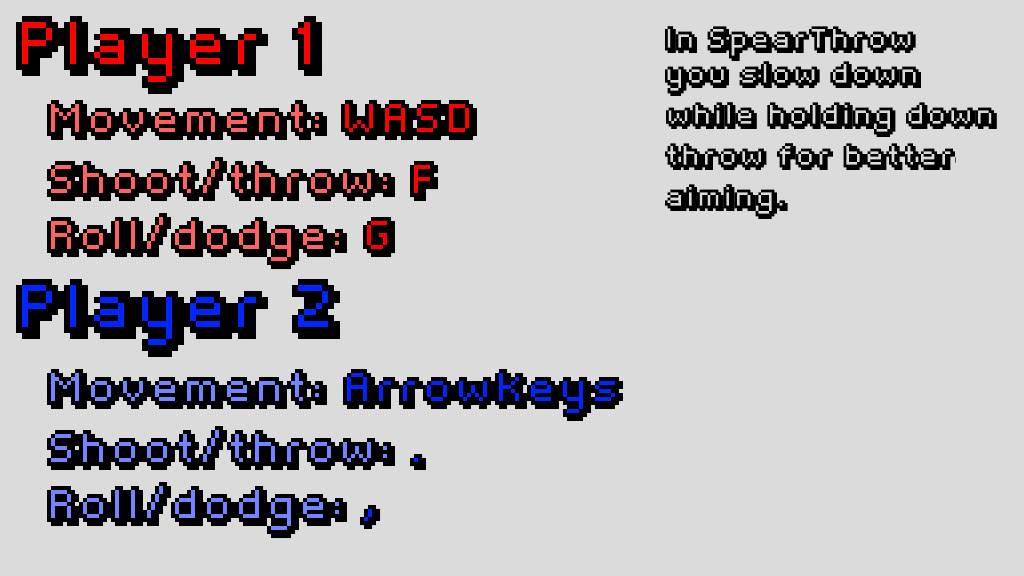 Player 1
Movement: WASD
Shoot/throw: F
Roll/dodge: G
Player 2
Movement: ArrowKeys
Shoot/throw: .
Roll/dodge: ,
In SpearThrow
you slow down
while holding down
throw for better
aiming.